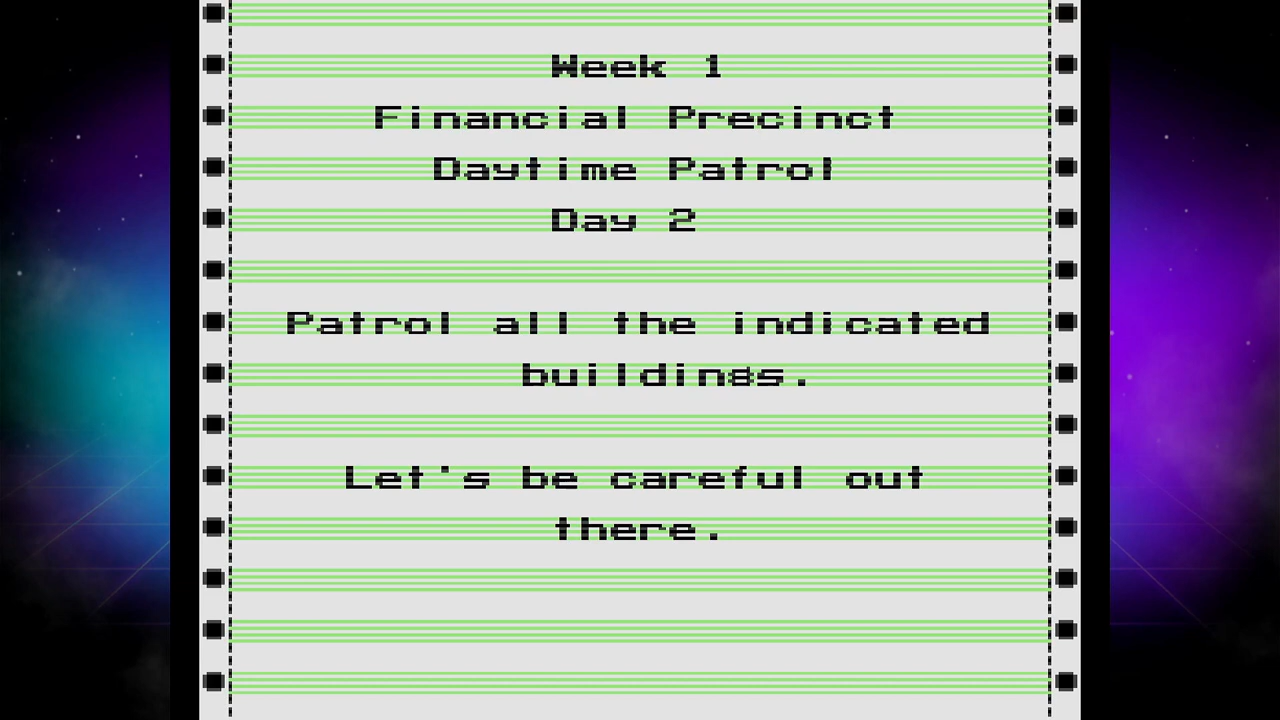 Week 1
Financial Precinct
Daytime Patrol
Day 2
Patrol all the indicated
buildings.
Let's be careful out
there.